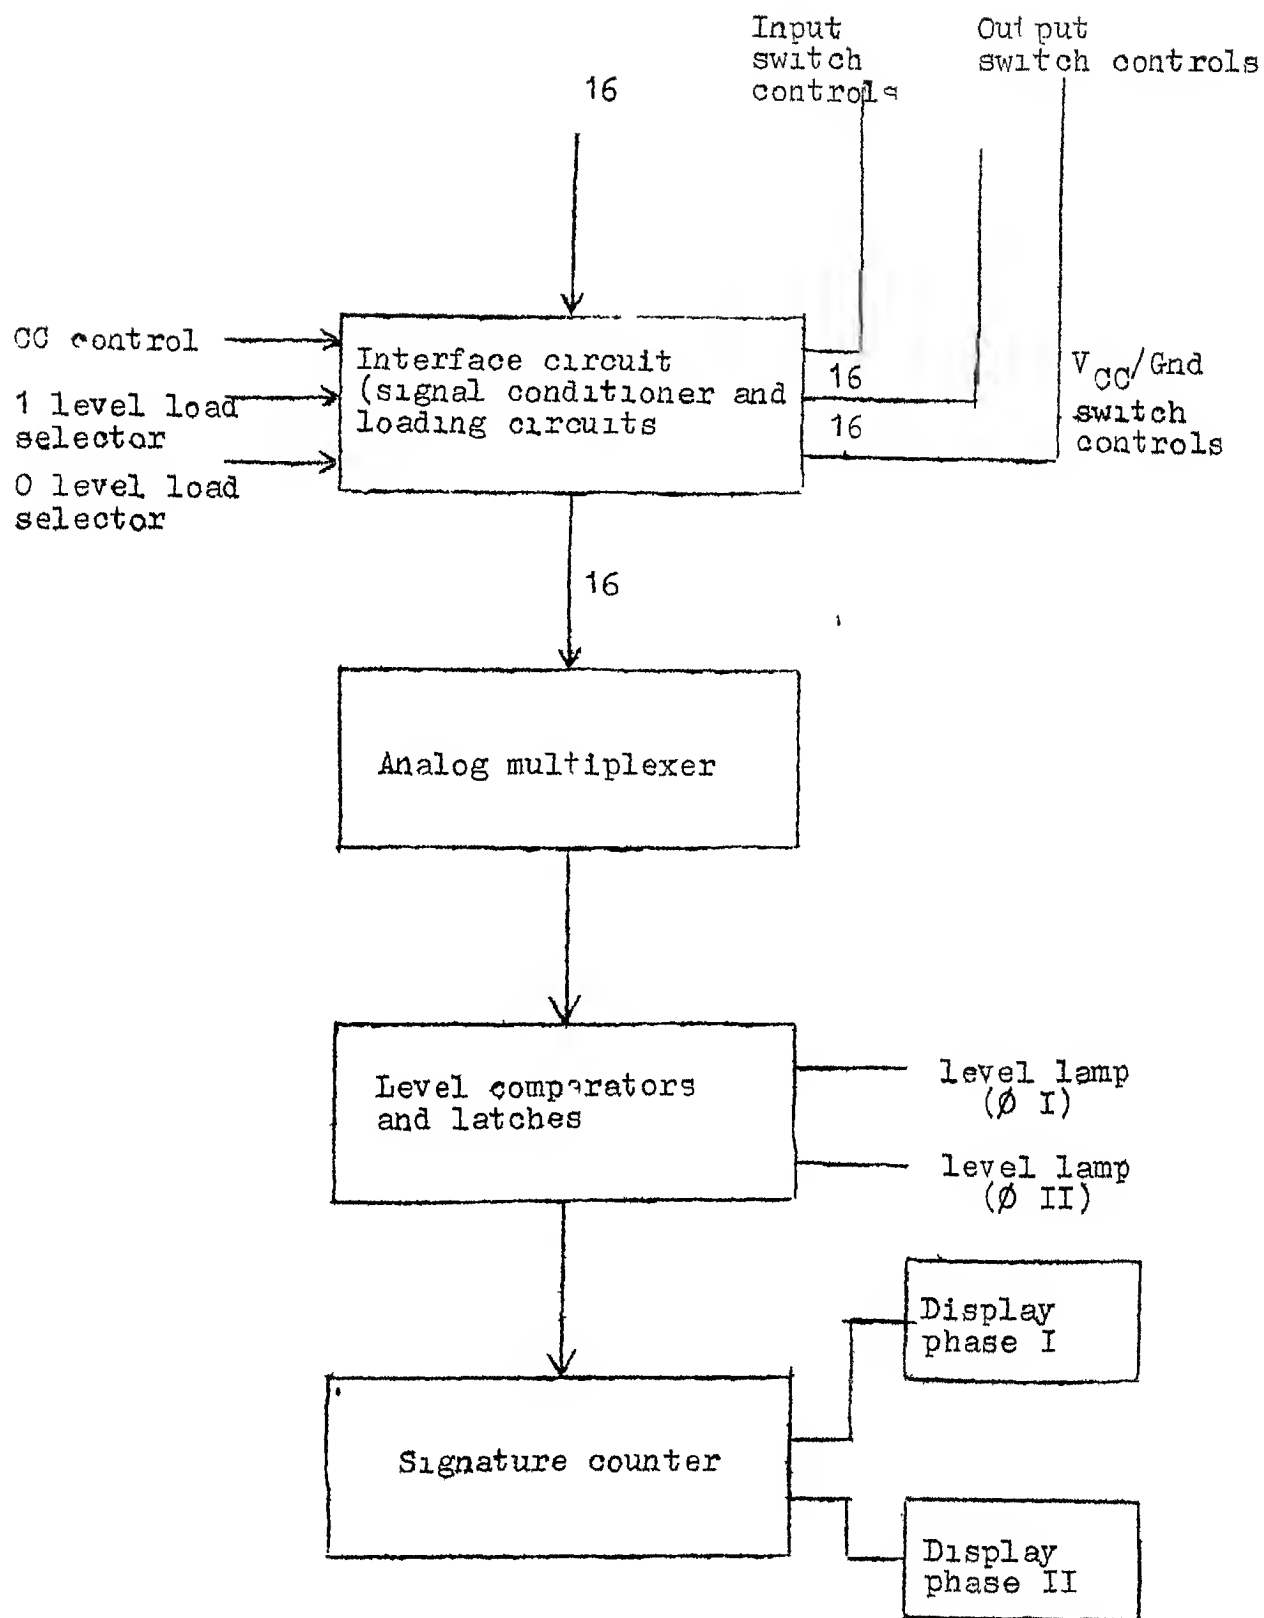 16
Input
switch
controls
Output
switch controls
CC control
1 level load
selector
0 level load
selector
Interface circuit
(signal conditioner and
loading circuits
16
16
VCC/Gnd
switch
controls
16
Analog multiplexer
Level comparators
and latches
level lamp
(Ø I)
level lamp
(Ø II)
Display
phase I
Signature counter
Display
phase II